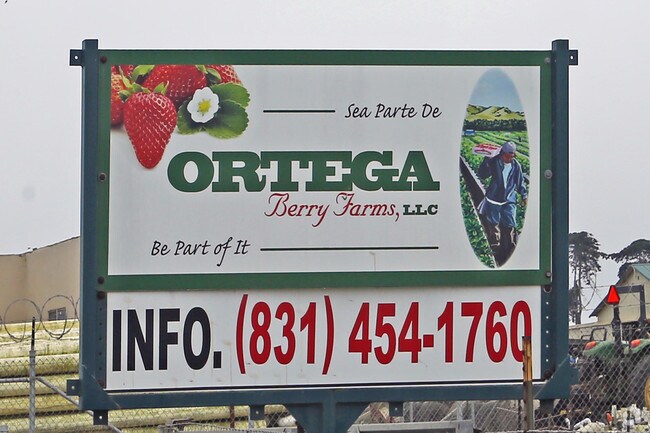 Sea Parte De
ORTEGA
Berry Farms, LLC
Be Part of It
INFO. (831) 454-1760